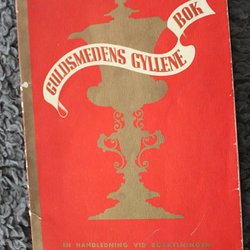 GULDSMEDENS GYLLENE BOK
EN HANDLEDNING VID